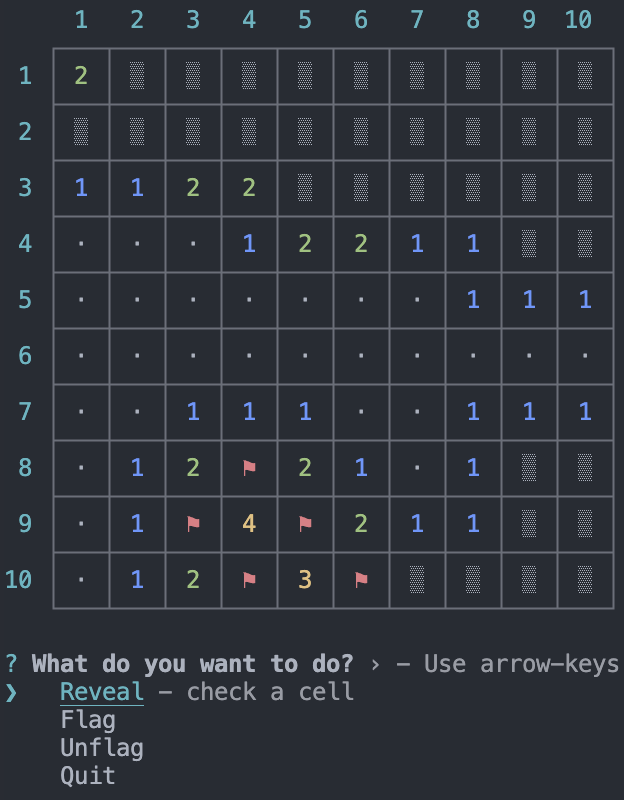 1 2 3 4 5 6 7 8 9 10
1 2 ▒ ▒ ▒ ▒ ▒ ▒ ▒ ▒ ▒
2 ▒ ▒ ▒ ▒ ▒ ▒ ▒ ▒ ▒ ▒
3 1 1 2 2 ▒ ▒ ▒ ▒ ▒ ▒
4 · · · 1 2 2 1 1 ▒ ▒
5 · · · · · · · 1 1 1
6 · · · · · · · · · ·
7 · · 1 1 1 · · 1 1 1
8 · 1 2 ⚑ 2 1 · 1 ▒ ▒
9 · 1 ⚑ 4 ⚑ 2 1 1 ▒ ▒
10 · 1 2 ⚑ 3 ⚑ ▒ ▒ ▒ ▒
? What do you want to do? › – Use arrow-keys
❯ Reveal – check a cell
Flag
Unflag
Quit